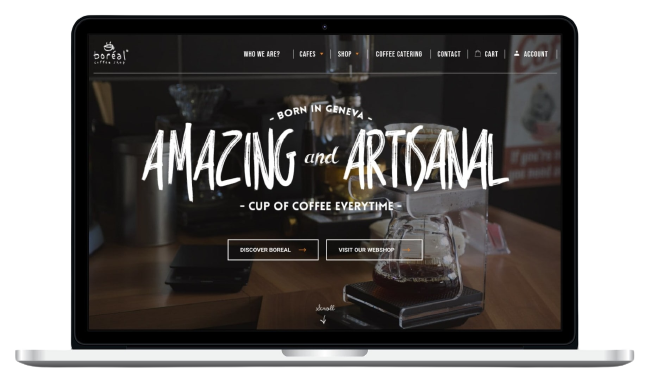 boréal
coffee shop
WHO WE ARE?
CAFES
SHOP
COFFEE CATERING
CONTACT
CART
ACCOUNT
- BORN IN GENEVA -
AMAZING and ARTISANAL
- CUP OF COFFEE EVERYTIME -
DISCOVER BOREAL
VISIT OUR WEBSHOP
scroll